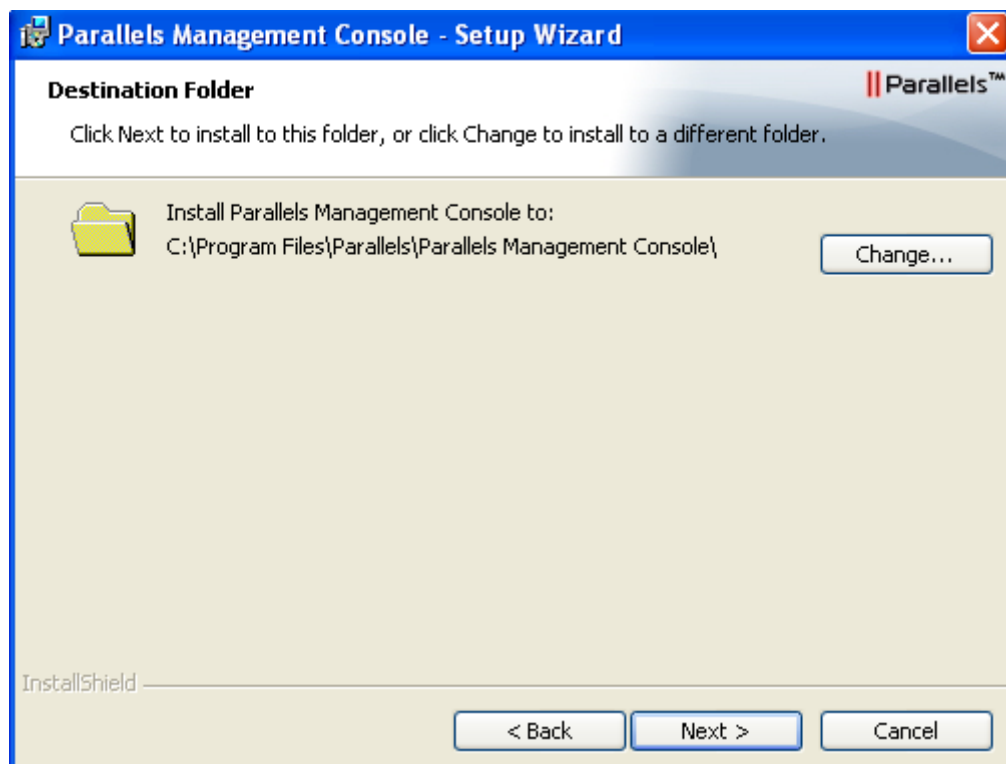 Parallels Management Console - Setup Wizard
Destination Folder
||Parallels™
Click Next to install to this folder, or click Change to install to a different folder.
Install Parallels Management Console to:
C:\Program Files\Parallels\Parallels Management Console\
Change...
InstallShield
< Back
Next >
Cancel